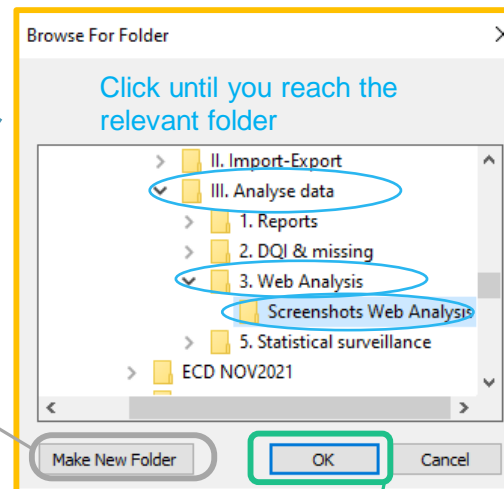 Browse For Folder
Click until you reach the
relevant folder
II. Import-Export
III. Analyse data
1. Reports
2. DQI & missing
3. Web Analysis
Screenshots Web Analysis
5. Statistical surveillance
ECD NOV2021
Make New Folder
OK
Cancel